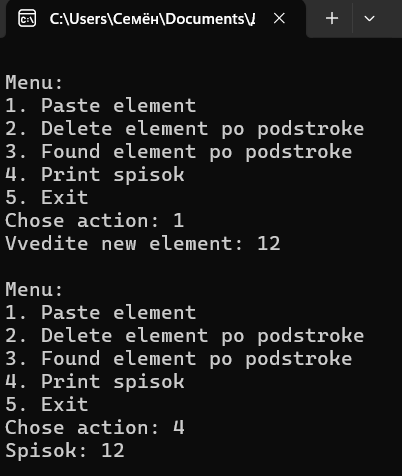 C:\Users\Семён\Documents\Д
Menu:
1. Paste element
2. Delete element po podstroke
3. Found element po podstroke
4. Print spisok
5. Exit
Chose action: 1
Vvedite new element: 12
Menu:
1. Paste element
2. Delete element po podstroke
3. Found element po podstroke
4. Print spisok
5. Exit
Chose action: 4
Spisok: 12